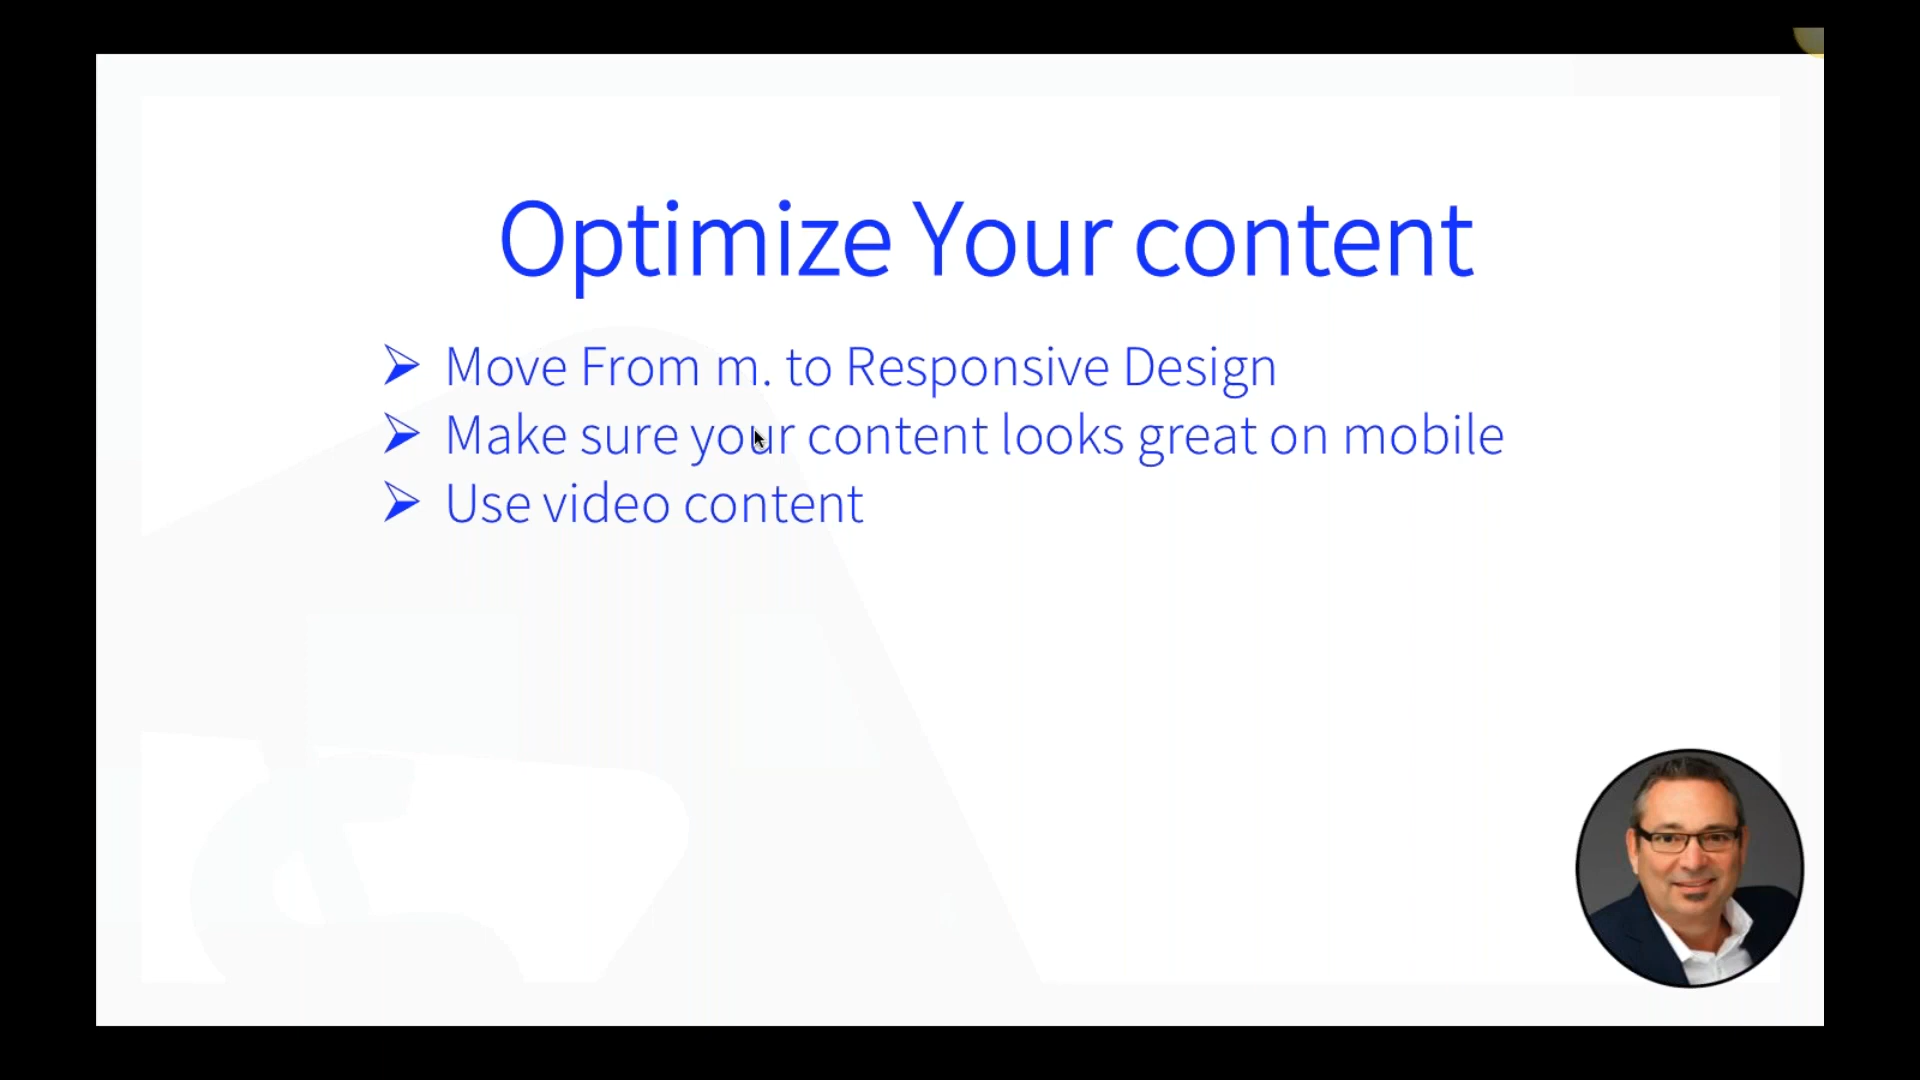 Optimize Your content
Move From m. to Responsive Design
Make sure your content looks great on mobile
Use video content